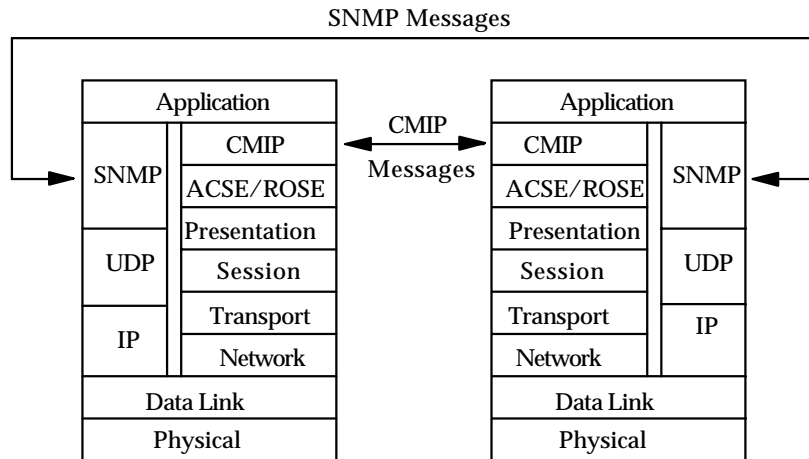 SNMP Messages
Application
SNMP
UDP
IP
CMIP
ACSE/ROSE
Presentation
Session
Transport
Network
Data Link
Physical
CMIP
Messages
Application
CMIP
ACSE/ROSE
Presentation
Session
Transport
Network
SNMP
UDP
IP
Data Link
Physical